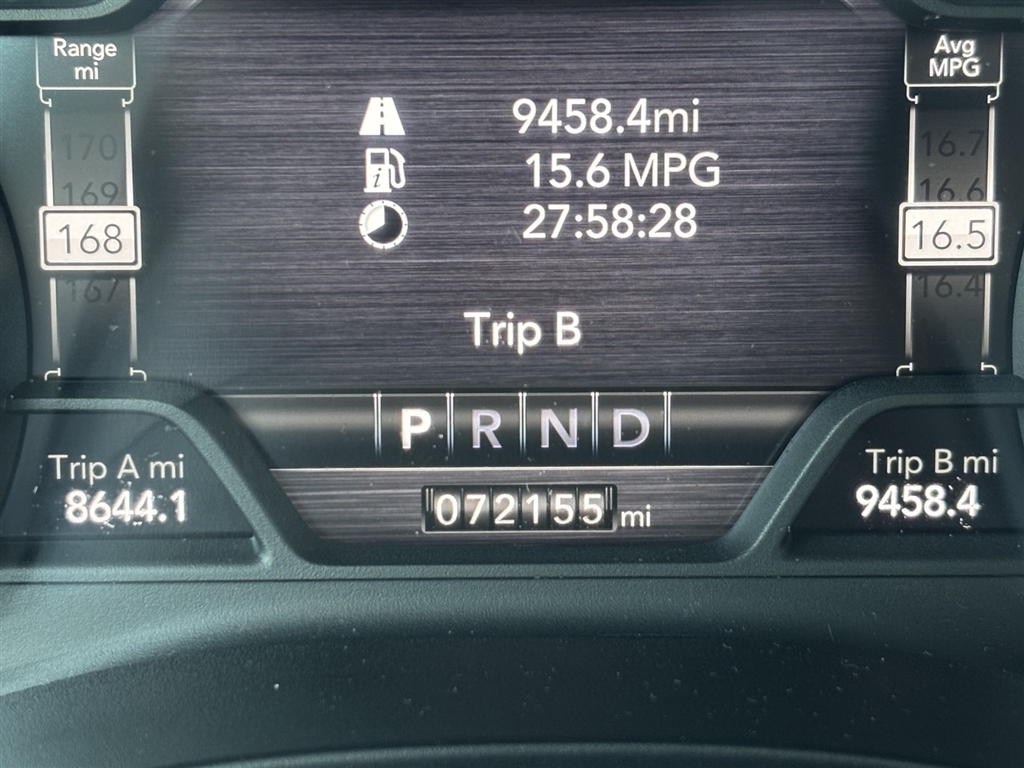 Range
mi
Avg
MPG
9458.4mi
15.6 MPG
27:58:28
170
169
168
167
16.7
16.6
16.5
16.4
Trip B
P R N D
Trip A mi
8644.1
072155 mi
Trip B mi
9458.4